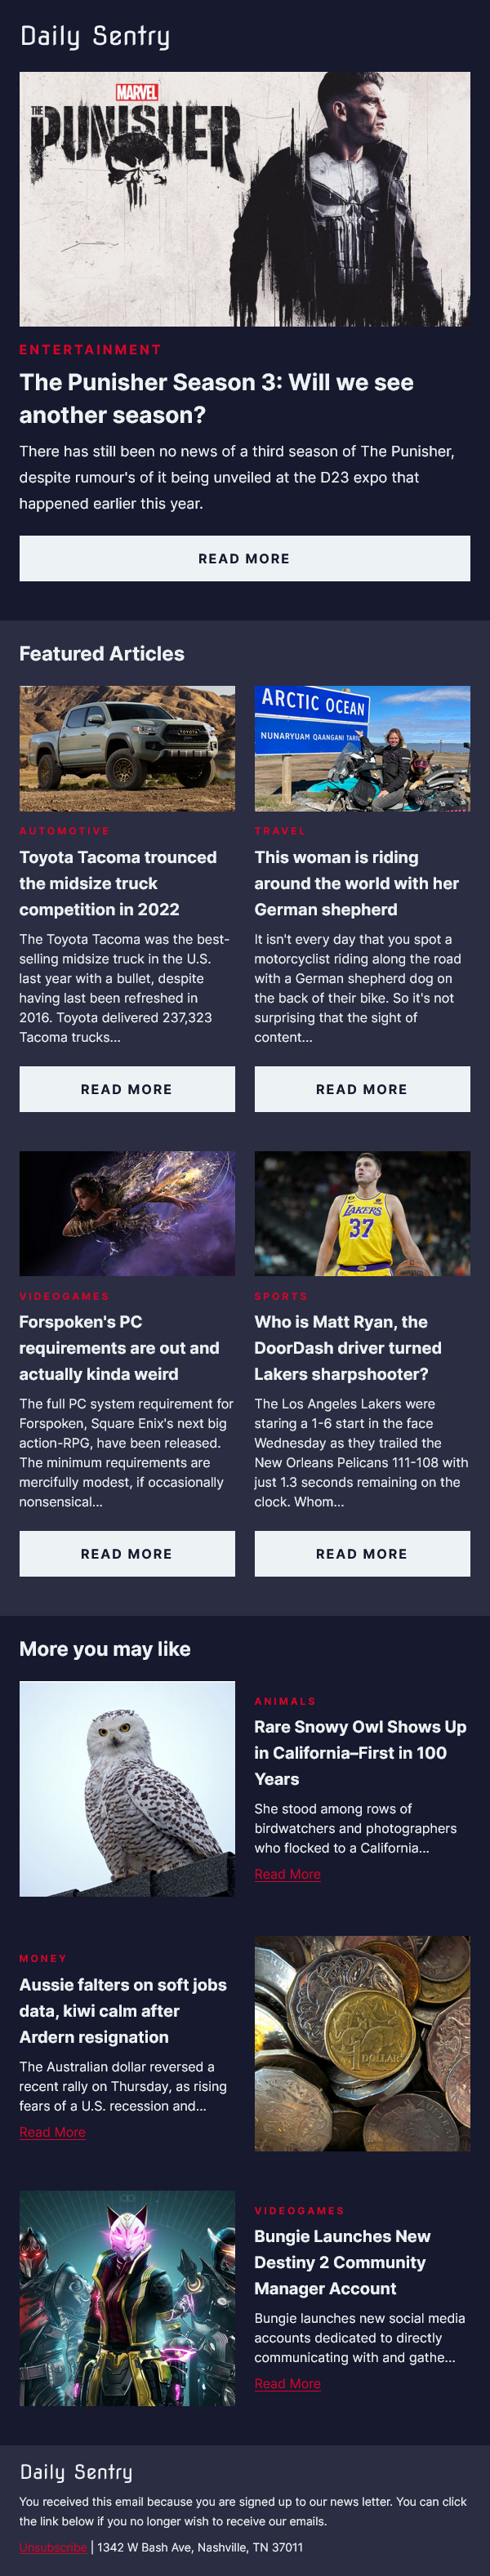 Daily Sentry
MARVEL
THE
PUNISHER
ENTERTAINMENT
The Punisher Season 3: Will we see
another season?
There has still been no news of a third season of The Punisher,
despite rumour's of it being unveiled at the D23 expo that
happened earlier this year.
READ MORE
Featured Articles
TOYOTA
AUTOMOTIVE
Toyota Tacoma trounced
the midsize truck
competition in 2022
The Toyota Tacoma was the best-
selling midsize truck in the U.S.
last year with a bullet, despite
having last been refreshed in
2016. Toyota delivered 237,323
Tacoma trucks...
READ MORE
ARCTIC OCEAN
NUNARYUAM QAANGANI TARIUQ
TRAVEL
This woman is riding
around the world with her
German shepherd
It isn't every day that you spot a
motorcyclist riding along the road
with a German shepherd dog on
the back of their bike. So it's not
surprising that the sight of
content...
READ MORE
VIDEOGAMES
Forspoken's PC
requirements are out and
actually kinda weird
The full PC system requirement for
Forspoken, Square Enix's next big
action-RPG, have been released.
The minimum requirements are
mercifully modest, if occasionally
nonsensical...
READ MORE
LAKERS
37
SPORTS
Who is Matt Ryan, the
DoorDash driver turned
Lakers sharpshooter?
The Los Angeles Lakers were
staring a 1-6 start in the face
Wednesday as they trailed the
New Orleans Pelicans 111-108 with
just 1.3 seconds remaining on the
clock. Whom...
READ MORE
More you may like
ANIMALS
Rare Snowy Owl Shows Up
in California–First in 100
Years
She stood among rows of
birdwatchers and photographers
who flocked to a California...
Read More
MONEY
Aussie falters on soft jobs
data, kiwi calm after
Ardern resignation
The Australian dollar reversed a
recent rally on Thursday, as rising
fears of a U.S. recession and...
Read More
1 DOLLAR
VIDEOGAMES
Bungie Launches New
Destiny 2 Community
Manager Account
Bungie launches new social media
accounts dedicated to directly
communicating with and gathe...
Read More
Daily Sentry
You received this email because you are signed up to our news letter. You can click
the link below if you no longer wish to receive our emails.
Unsubscribe | 1342 W Bash Ave, Nashville, TN 37011